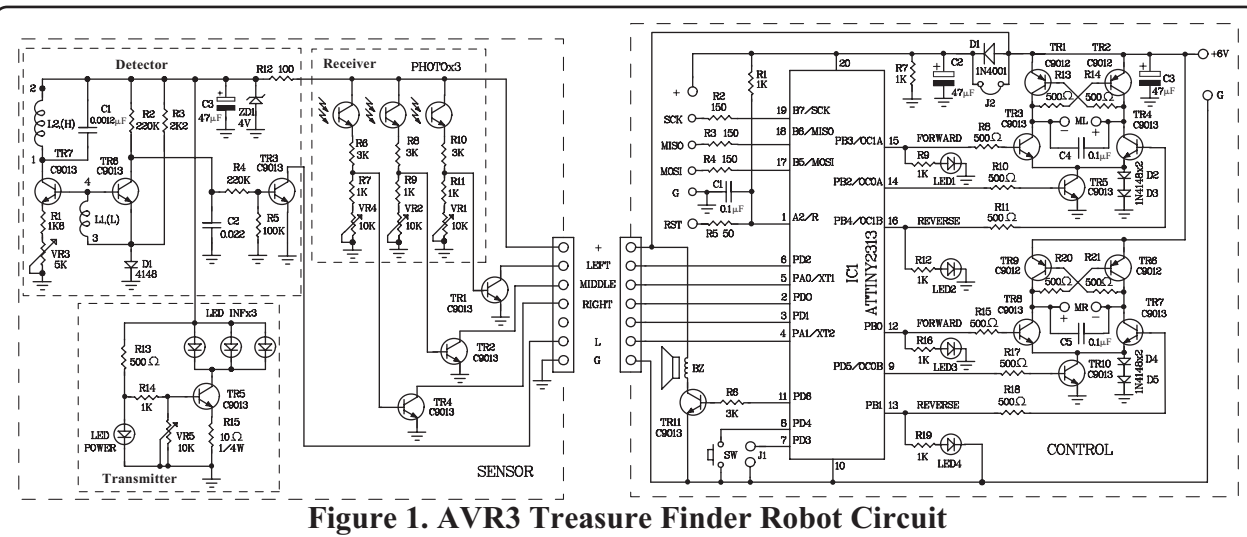 Detector
Receiver
PHOTOx3
R12 100
2
L2,(H)
C1
0.0012µF
R2
220K
R3
2K2
C3
47µF
ZD1
4V
1
TR7
C9013
TR6
C9013
4
R4
220K
TR3
C9013
L1,(L)
3
R1
1K8
VR3
5K
C2
0.022
R5
100K
D1
4148
R6
3K
R8
3K
R10
3K
R7
1K
R9
1K
R11
1K
VR4
10K
VR2
10K
VR1
10K
TR1
C9013
TR2
C9013
TR4
C9013
LED INFx3
R13
500Ω
R14
1K
TR5
C9013
LED
POWER
VR5
10K
R15
10Ω
1/4W
Transmitter
SENSOR
+
LEFT
MIDDLE
RIGHT
L
G
+
SCK
MISO
MOSI
G
RST
R1
1K
R2
150
R3 150
R4 150
C1
0.1µF
R5 50
20
19 B7/SCK
18 B6/MISO
17 B5/MOSI
1 A2/R
6 PD2
5 PA0/XT1
2 PD0
3 PD1
4 PA1/XT2
11 PD6
8 PD4
7 PD3
10
IC1
ATTINY2313
PB3/OC1A 15
PB2/OC0A 14
PB4/OC1B 16
PB0 12
PD5/OC0B 9
PB1 13
BZ
TR11
C9013
R6
3K
SW
J1
R7
1K
C2
47µF
D1
1N4001
J2
TR1
C9012
TR2
C9012
R13
500Ω
R14
500Ω
C3
47µF
+6V
G
TR3
C9013
- ML +
TR4
C9013
C4
0.1µF
FORWARD
R8
500Ω
R9
1K
LED1
R10
500Ω
TR5
C9013
D2
D3
1N4148x2
R11
500Ω
REVERSE
R12
1K
LED2
TR9
C9012
R20
500Ω
R21
500Ω
TR6
C9012
TR8
C9013
+ MR -
TR7
C9013
C5
0.1µF
FORWARD
R15
500Ω
R16
1K
LED3
R17
500Ω
TR10
C9013
D4
D5
1N4148x2
R18
500Ω
REVERSE
R19
1K
LED4
CONTROL
Figure 1. AVR3 Treasure Finder Robot Circuit